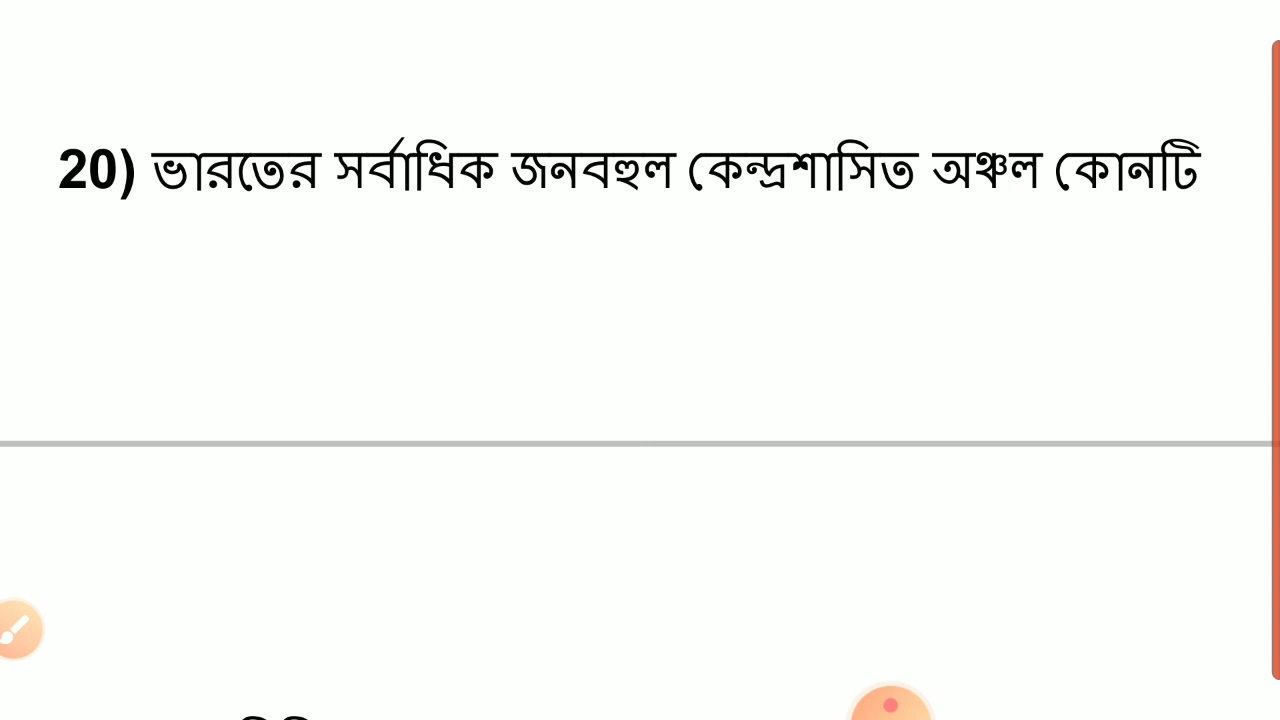 20) ভারতের সর্বাধিক জনবহুল কেন্দ্রশাসিত অঞ্চল কোনটি